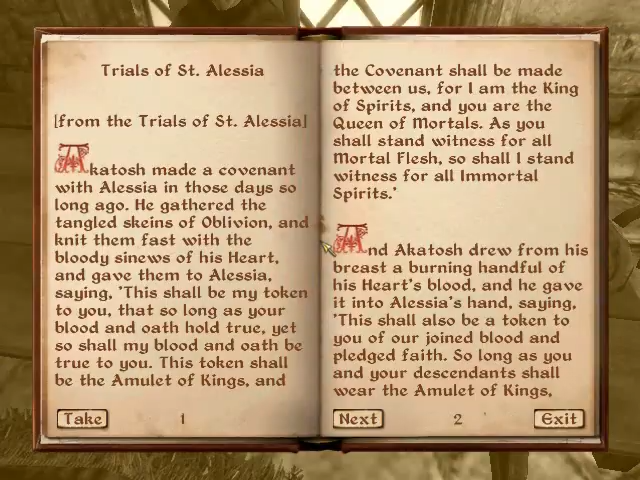 Trials of St. Alessia
[from the Trials of St. Alessia]
Akatosh made a covenant
with Alessia in those days so
long ago. He gathered the
tangled skeins of Oblivion, and
knit them fast with the
bloody sinews of his Heart,
and gave them to Alessia,
saying, 'This shall be my token
to you, that so long as your
blood and oath hold true, yet
so shall my blood and oath be
true to you. This token shall
be the Amulet of Kings, and
Take
1
the Covenant shall be made
between us, for I am the King
of Spirits, and you are the
Queen of Mortals. As you
shall stand witness for all
Mortal Flesh, so shall I stand
witness for all Immortal
Spirits.'
And Akatosh drew from his
breast a burning handful of
his Heart's blood, and he gave
it into Alessia's hand, saying,
'This shall also be a token to
you of our joined blood and
pledged faith. So long as you
and your descendants shall
wear the Amulet of Kings,
Next
2
Exit